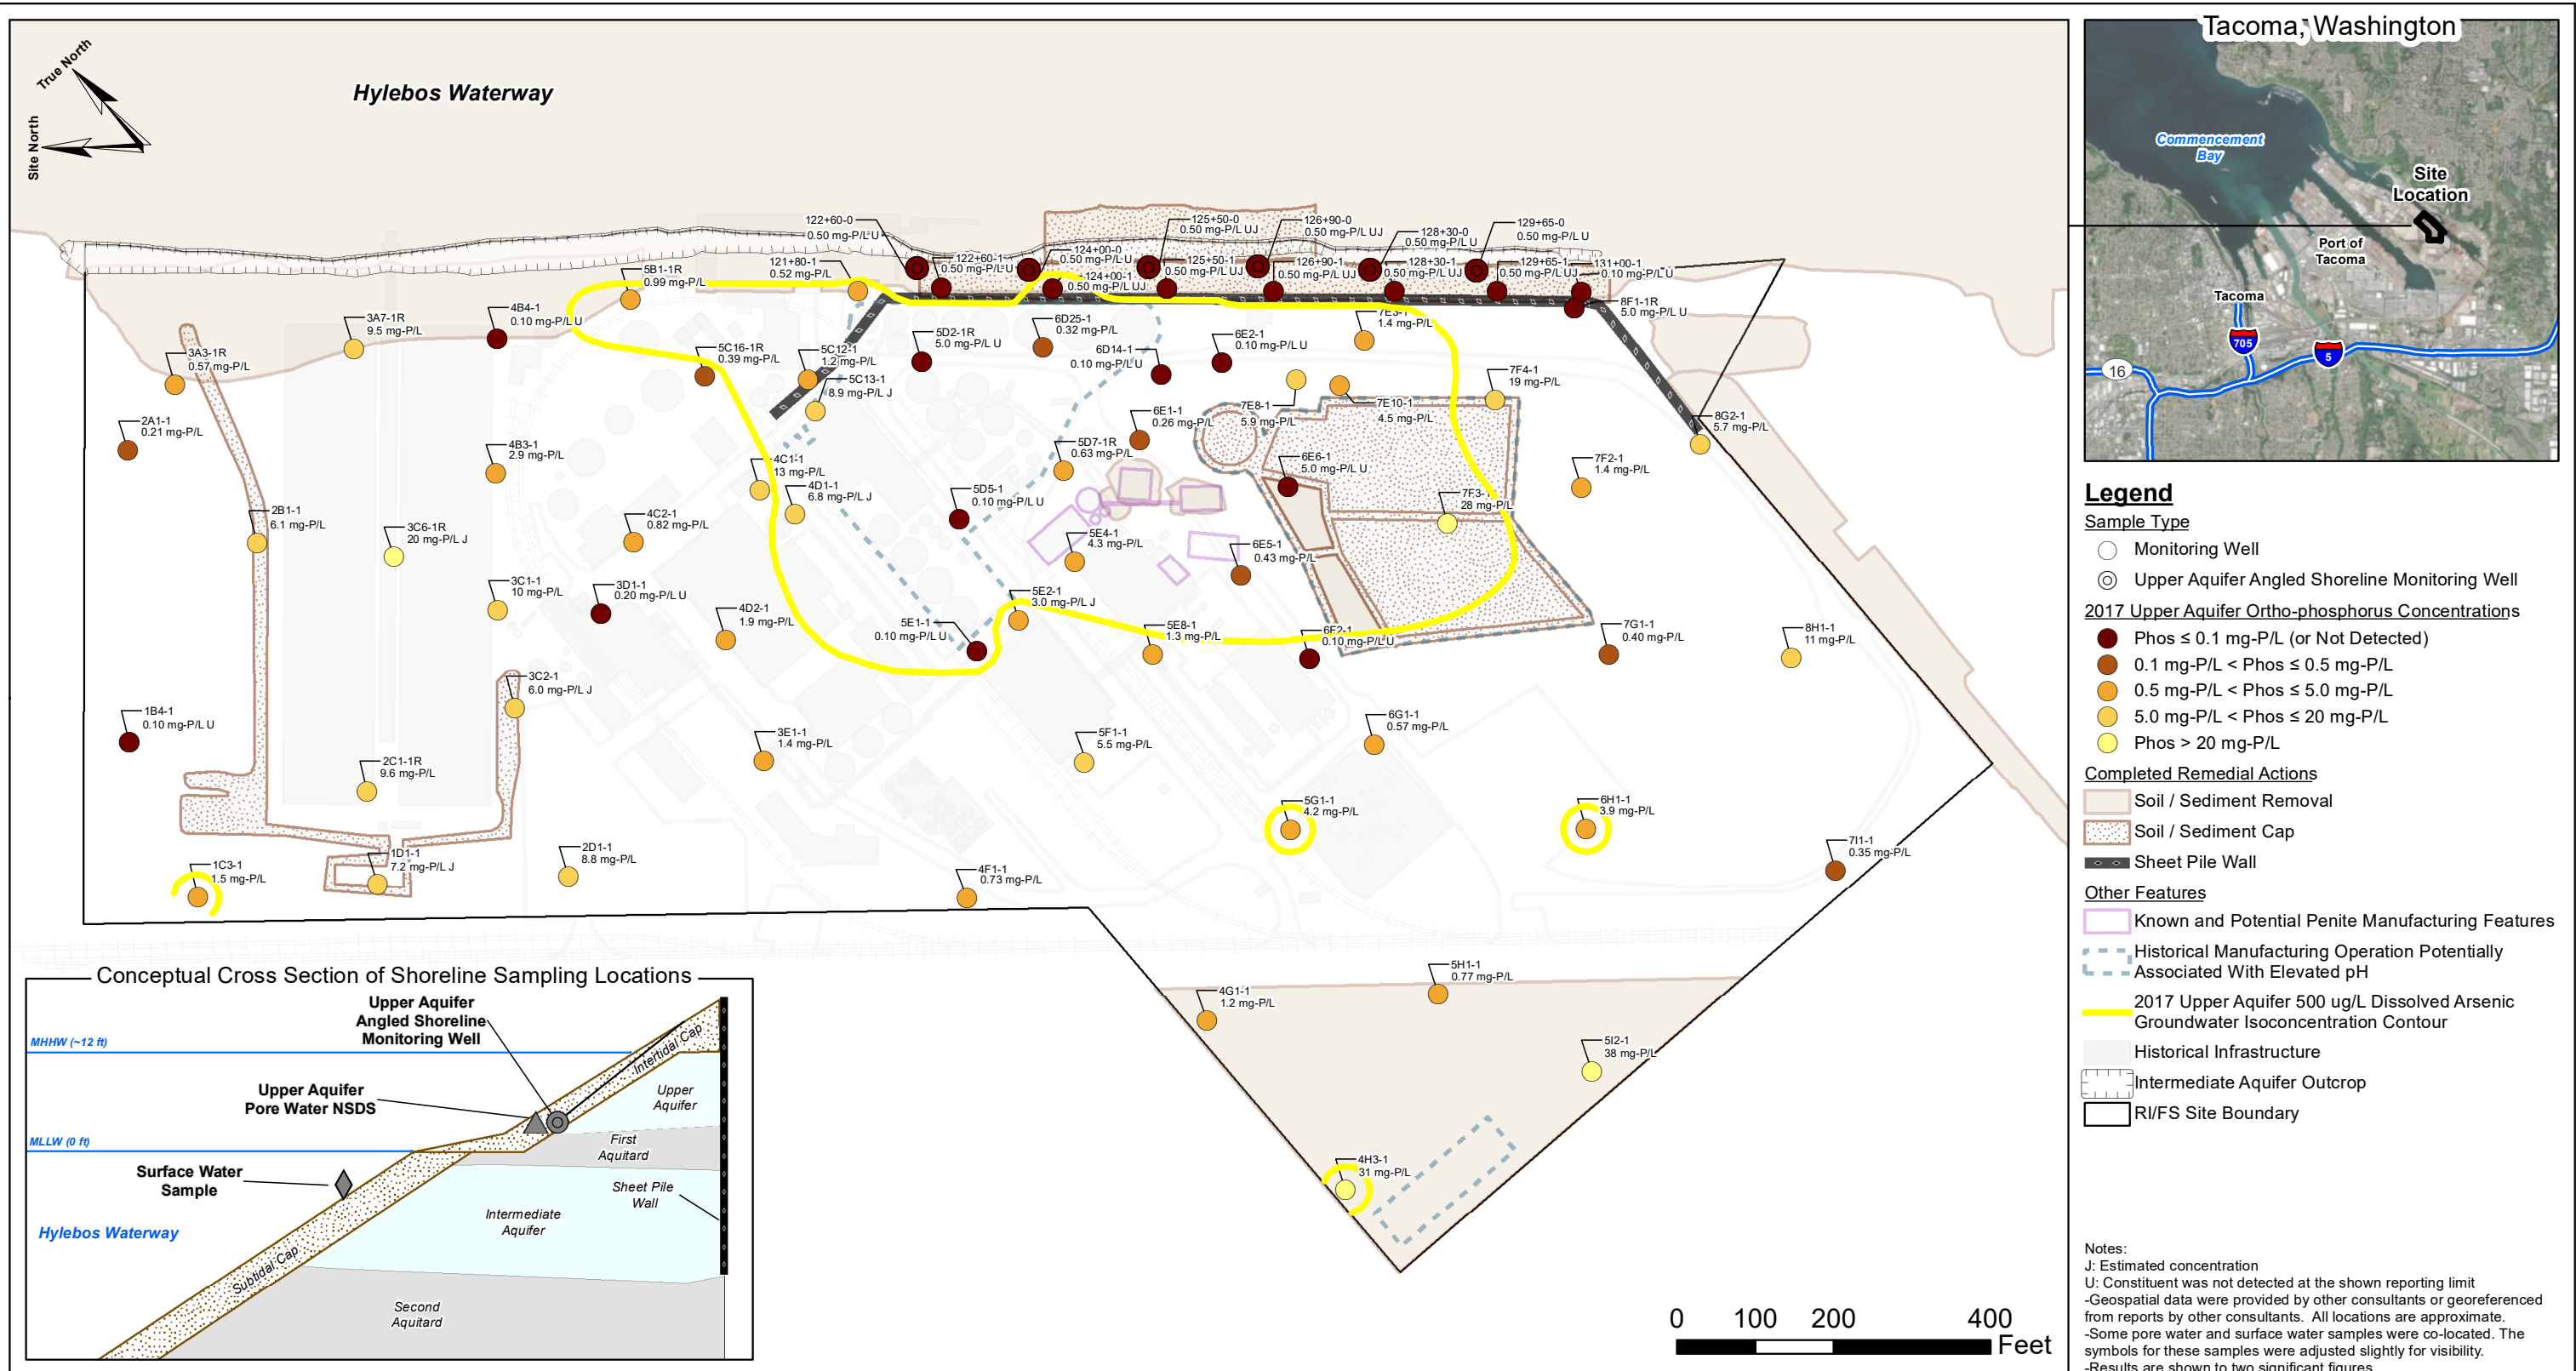 True North
Site North
Hylebos Waterway
122+60-0
0.50 mg-P/L U
121+80-1
0.52 mg-P/L
122+60-1
0.50 mg-P/L U
124+00-0
0.50 mg-P/L U
124+00-1
0.50 mg-P/L UJ
125+50-0
0.50 mg-P/L UJ
125+50-1
0.50 mg-P/L UJ
126+90-0
0.50 mg-P/L UJ
126+90-1
0.50 mg-P/L UJ
128+30-0
0.50 mg-P/L U
128+30-1
0.50 mg-P/L UJ
129+65-0
0.50 mg-P/L U
129+65-1
0.50 mg-P/L UJ
131+00-1
0.10 mg-P/L U
8F1-1R
5.0 mg-P/L U
5B1-1R
0.99 mg-P/L
4B4-1
0.10 mg-P/L U
3A7-1R
9.5 mg-P/L
3A3-1R
0.57 mg-P/L
2A1-1
0.21 mg-P/L
5C16-1R
0.39 mg-P/L
5C12-1
1.2 mg-P/L
5C13-1
8.9 mg-P/L J
5D2-1R
5.0 mg-P/L U
6D25-1
0.32 mg-P/L
6D14-1
0.10 mg-P/L U
6E2-1
0.10 mg-P/L U
7E3-1
1.4 mg-P/L
7F4-1
19 mg-P/L
7E8-1
5.9 mg-P/L
7E10-1
4.5 mg-P/L
8G2-1
5.7 mg-P/L
6E1-1
0.26 mg-P/L
5D7-1R
0.63 mg-P/L
4B3-1
2.9 mg-P/L
4C1-1
13 mg-P/L
4D1-1
6.8 mg-P/L J
6E6-1
5.0 mg-P/L U
7F2-1
1.4 mg-P/L
7F3-1
28 mg-P/L
5D5-1
0.10 mg-P/L U
2B1-1
6.1 mg-P/L
3C6-1R
20 mg-P/L J
4C2-1
0.82 mg-P/L
5E4-1
4.3 mg-P/L
6E5-1
0.43 mg-P/L
3C1-1
10 mg-P/L
3D1-1
0.20 mg-P/L U
4D2-1
1.9 mg-P/L
5E2-1
3.0 mg-P/L J
5E1-1
0.10 mg-P/L U
5E8-1
1.3 mg-P/L
6F2-1
0.10 mg-P/L U
7G1-1
0.40 mg-P/L
8H1-1
11 mg-P/L
3C2-1
6.0 mg-P/L J
1B4-1
0.10 mg-P/L U
3E1-1
1.4 mg-P/L
5F1-1
5.5 mg-P/L
6G1-1
0.57 mg-P/L
2C1-1R
9.6 mg-P/L
5G1-1
4.2 mg-P/L
6H1-1
3.9 mg-P/L
7I1-1
0.35 mg-P/L
1C3-1
1.5 mg-P/L
1D1-1
7.2 mg-P/L J
2D1-1
8.8 mg-P/L
4F1-1
0.73 mg-P/L
4G1-1
1.2 mg-P/L
5H1-1
0.77 mg-P/L
5I2-1
38 mg-P/L
4H3-1
31 mg-P/L
Conceptual Cross Section of Shoreline Sampling Locations
Upper Aquifer
Angled Shoreline
Monitoring Well
MHHW (~12 ft)
Intertidal Cap
Upper Aquifer
Pore Water NSDS
Upper
Aquifer
MLLW (0 ft)
First
Aquitard
Surface Water
Sample
Sheet Pile
Wall
Intermediate
Aquifer
Hylebos Waterway
Subtidal Cap
Second
Aquitard
0 100 200 400
Feet
Tacoma, Washington
Commencement
Bay
Site
Location
Port of
Tacoma
Tacoma
705
5
16
Legend
Sample Type
Monitoring Well
Upper Aquifer Angled Shoreline Monitoring Well
2017 Upper Aquifer Ortho-phosphorus Concentrations
Phos ≤ 0.1 mg-P/L (or Not Detected)
0.1 mg-P/L < Phos ≤ 0.5 mg-P/L
0.5 mg-P/L < Phos ≤ 5.0 mg-P/L
5.0 mg-P/L < Phos ≤ 20 mg-P/L
Phos > 20 mg-P/L
Completed Remedial Actions
Soil / Sediment Removal
Soil / Sediment Cap
Sheet Pile Wall
Other Features
Known and Potential Penite Manufacturing Features
Historical Manufacturing Operation Potentially
Associated With Elevated pH
2017 Upper Aquifer 500 ug/L Dissolved Arsenic
Groundwater Isoconcentration Contour
Historical Infrastructure
Intermediate Aquifer Outcrop
RI/FS Site Boundary
Notes:
J: Estimated concentration
U: Constituent was not detected at the shown reporting limit
-Geospatial data were provided by other consultants or georeferenced
from reports by other consultants. All locations are approximate.
-Some pore water and surface water samples were co-located. The
symbols for these samples were adjusted slightly for visibility.
-Results are shown to two significant figures